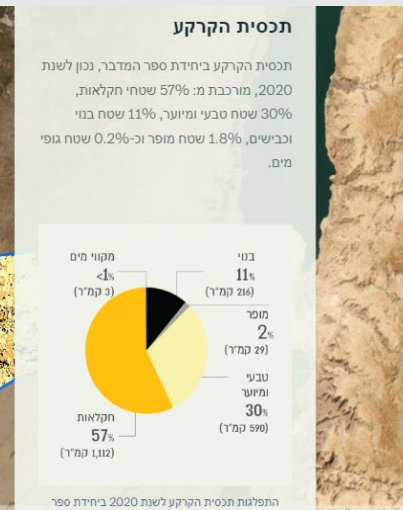 תכסית הקרקע
תכסית הקרקע ביחידת ספר המדבר, נכון לשנת
2020, מורכבת מ: 57% שטחי חקלאות,
30% שטח טבעי ומיוער, 11% שטח בנוי
וכבישים, 1.8% שטח מופר וכ-0.2% שטח גופי
מים.
מקווי מים
<1%
(3 קמ"ר)
בנוי
11%
(216 קמ"ר)
מופר
2%
(29 קמ"ר)
טבעי
ומיוער
30%
(590 קמ"ר)
חקלאות
57%
(1,112 קמ"ר)
התפלגות תכסית הקרקע לשנת 2020 ביחידת ספר